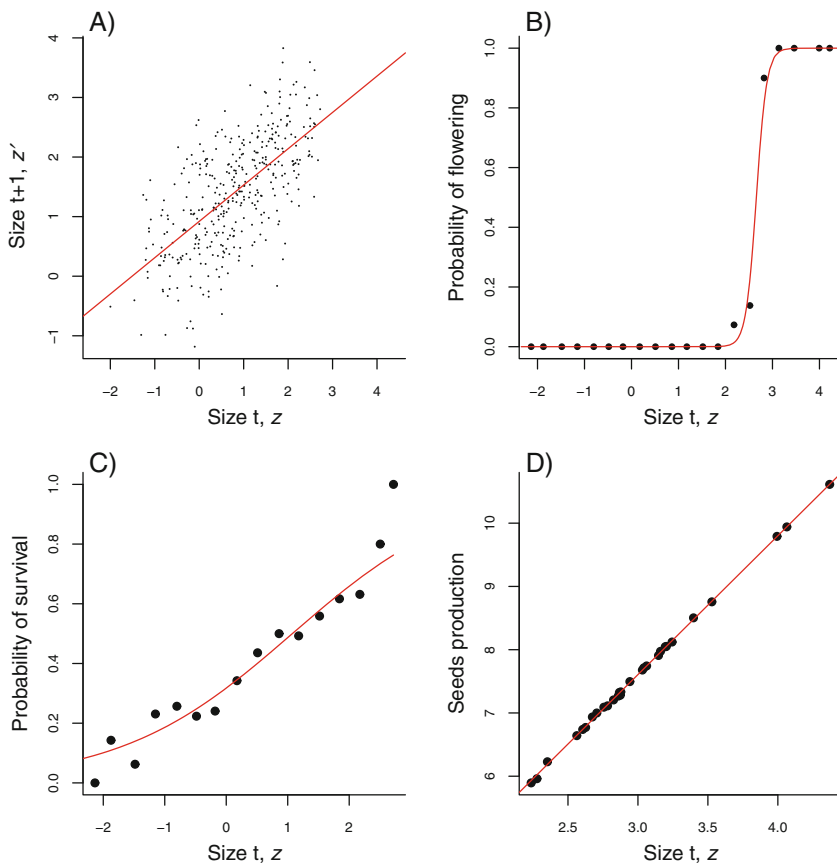 A)
4
3
2
1
0
−1
Size t+1, z′
−2 −1 0 1 2 3 4
Size t, z
B)
1.0
0.8
0.6
0.4
0.2
0.0
Probability of flowering
−2 −1 0 1 2 3 4
Size t, z
C)
1.0
0.8
0.6
0.4
0.2
0.0
Probability of survival
−2 −1 0 1 2
Size t, z
D)
10
9
8
7
6
Seeds production
2.5 3.0 3.5 4.0
Size t, z